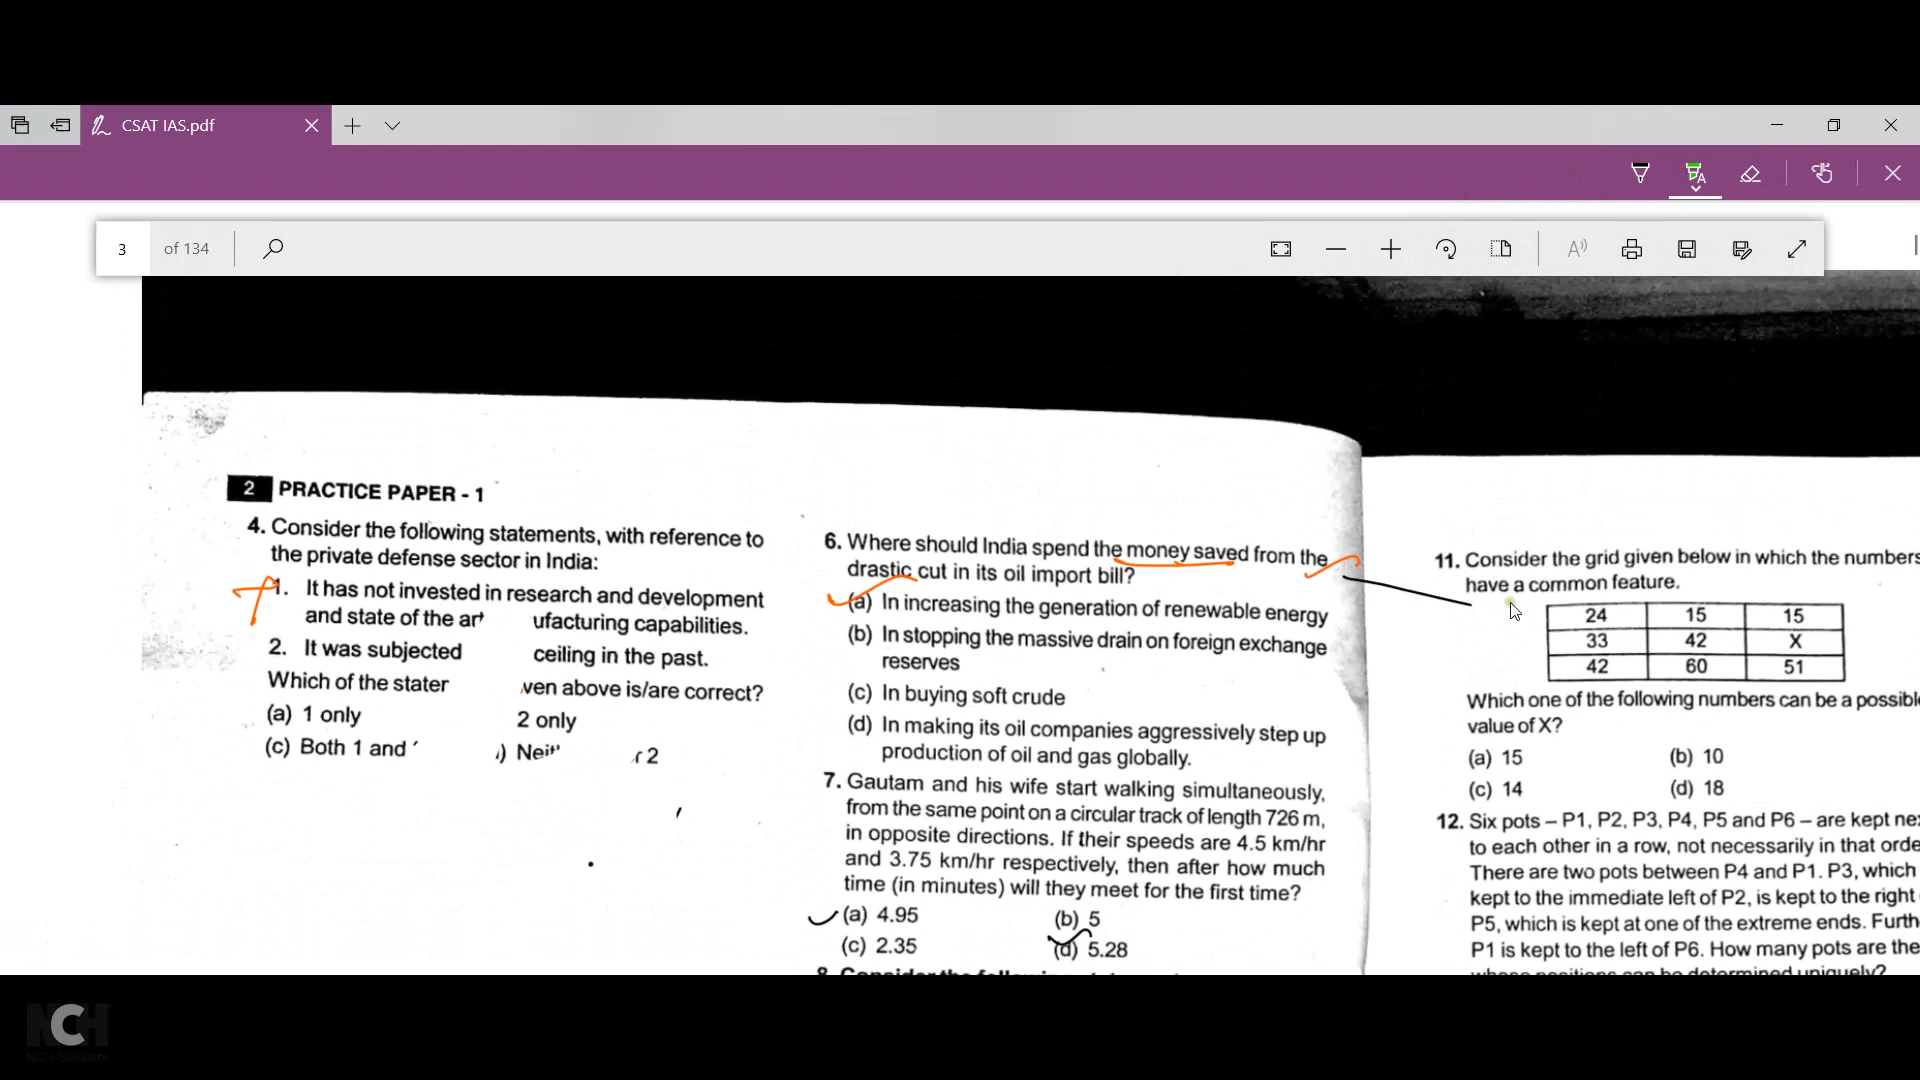 CSAT IAS.pdf
3 of 134
2 PRACTICE PAPER - 1
4. Consider the following statements, with reference to
the private defense sector in India:
1. It has not invested in research and development
and state of the art ufacturing capabilities.
2. It was subjected ceiling in the past.
Which of the stater ven above is/are correct?
(a) 1 only 2 only
(c) Both 1 and ) Neit r 2
6. Where should India spend the money saved from the
drastic cut in its oil import bill?
(a) In increasing the generation of renewable energy
(b) In stopping the massive drain on foreign exchange
reserves
(c) In buying soft crude
(d) In making its oil companies aggressively step up
production of oil and gas globally.
7. Gautam and his wife start walking simultaneously,
from the same point on a circular track of length 726 m,
in opposite directions. If their speeds are 4.5 km/hr
and 3.75 km/hr respectively, then after how much
time (in minutes) will they meet for the first time?
(a) 4.95 (b) 5
(c) 2.35 (d) 5.28
11. Consider the grid given below in which the numbers
have a common feature.
24 15 15
33 42 X
42 60 51
Which one of the following numbers can be a possible
value of X?
(a) 15 (b) 10
(c) 14 (d) 18
12. Six pots – P1, P2, P3, P4, P5 and P6 – are kept ne
to each other in a row, not necessarily in that orde
There are two pots between P4 and P1. P3, which
kept to the immediate left of P2, is kept to the right
P5, which is kept at one of the extreme ends. Furth
P1 is kept to the left of P6. How many pots are the
whose positions can be determined uniquely?
NCH
NCH Software